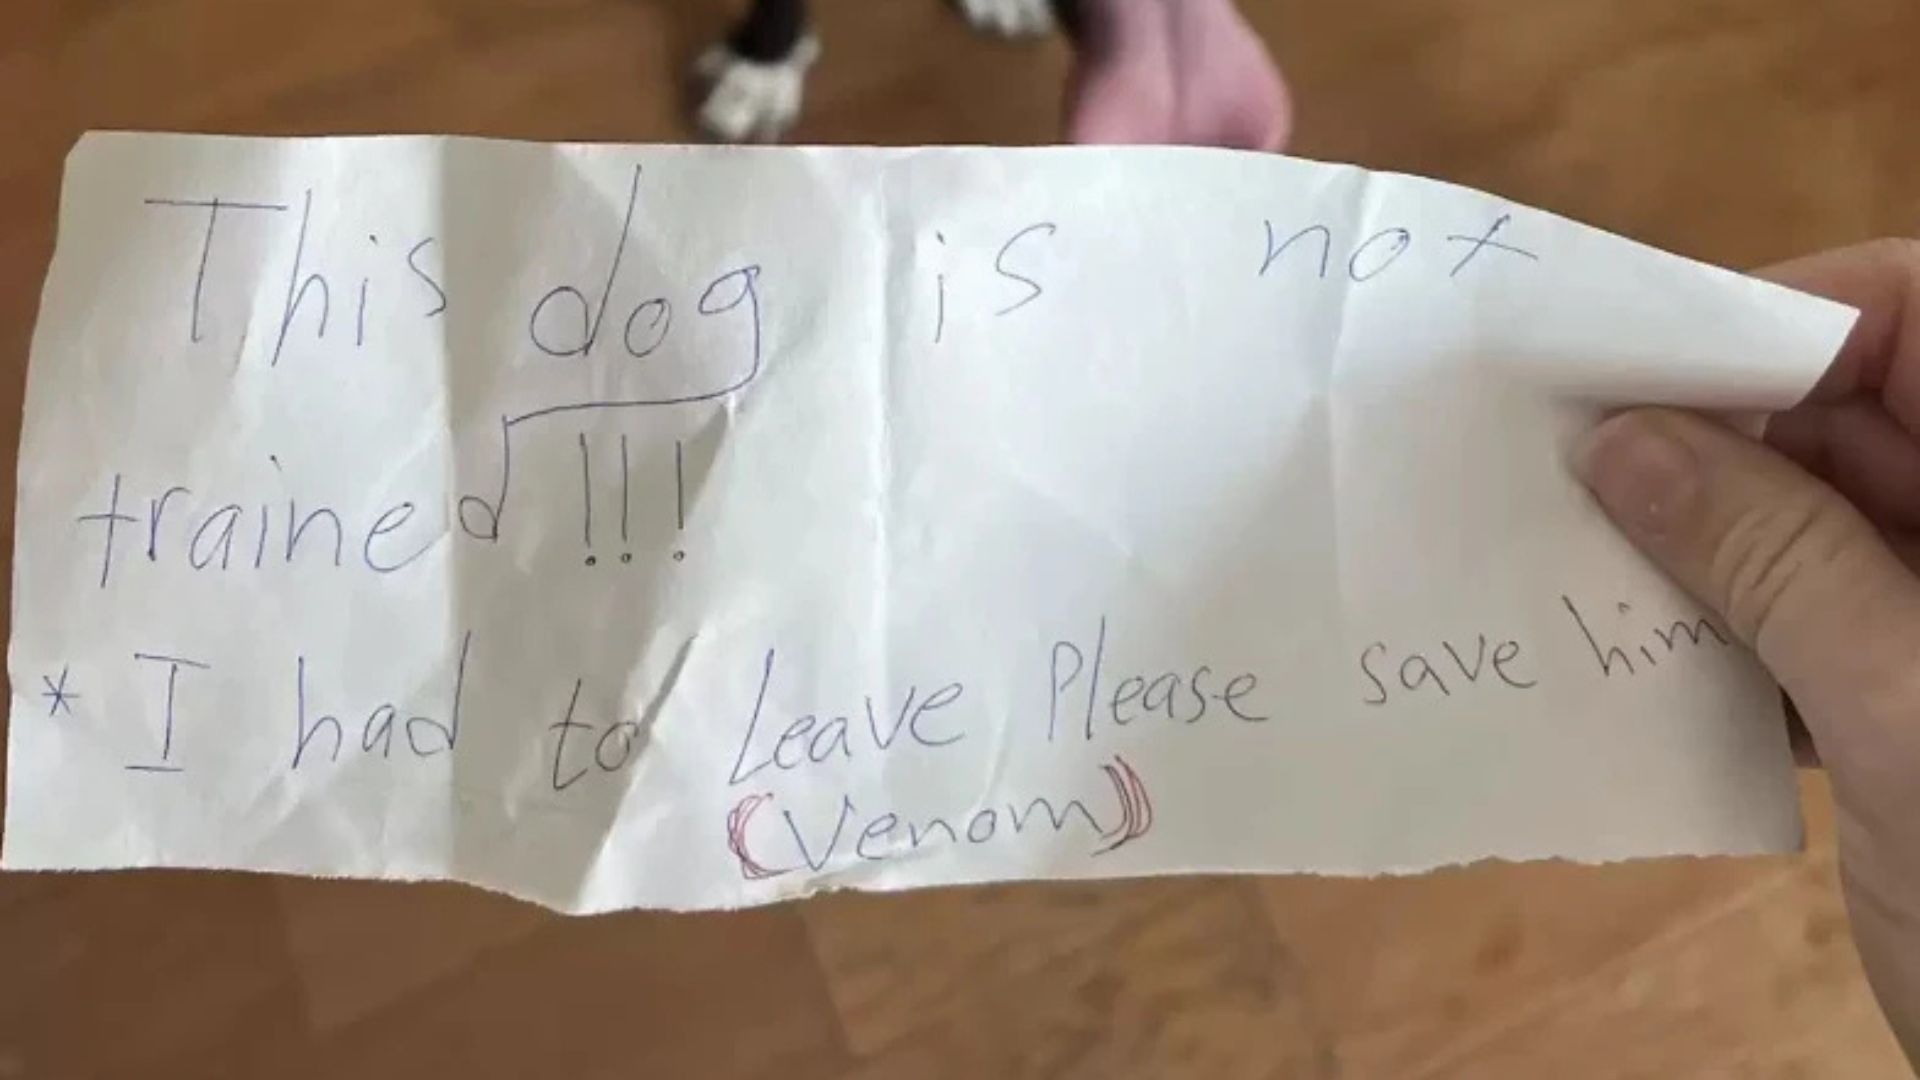 This dog is not
trained!!!
* I had to Leave Please save him
(Venom)